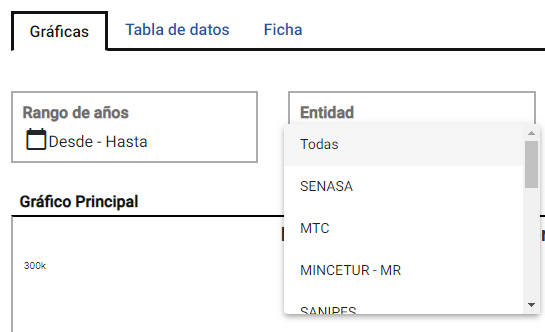 Gráficas Tabla de datos Ficha
Rango de años
Desde - Hasta
Entidad
Todas
SENASA
MTC
MINCETUR - MR
SANIPES
Gráfico Principal
300k